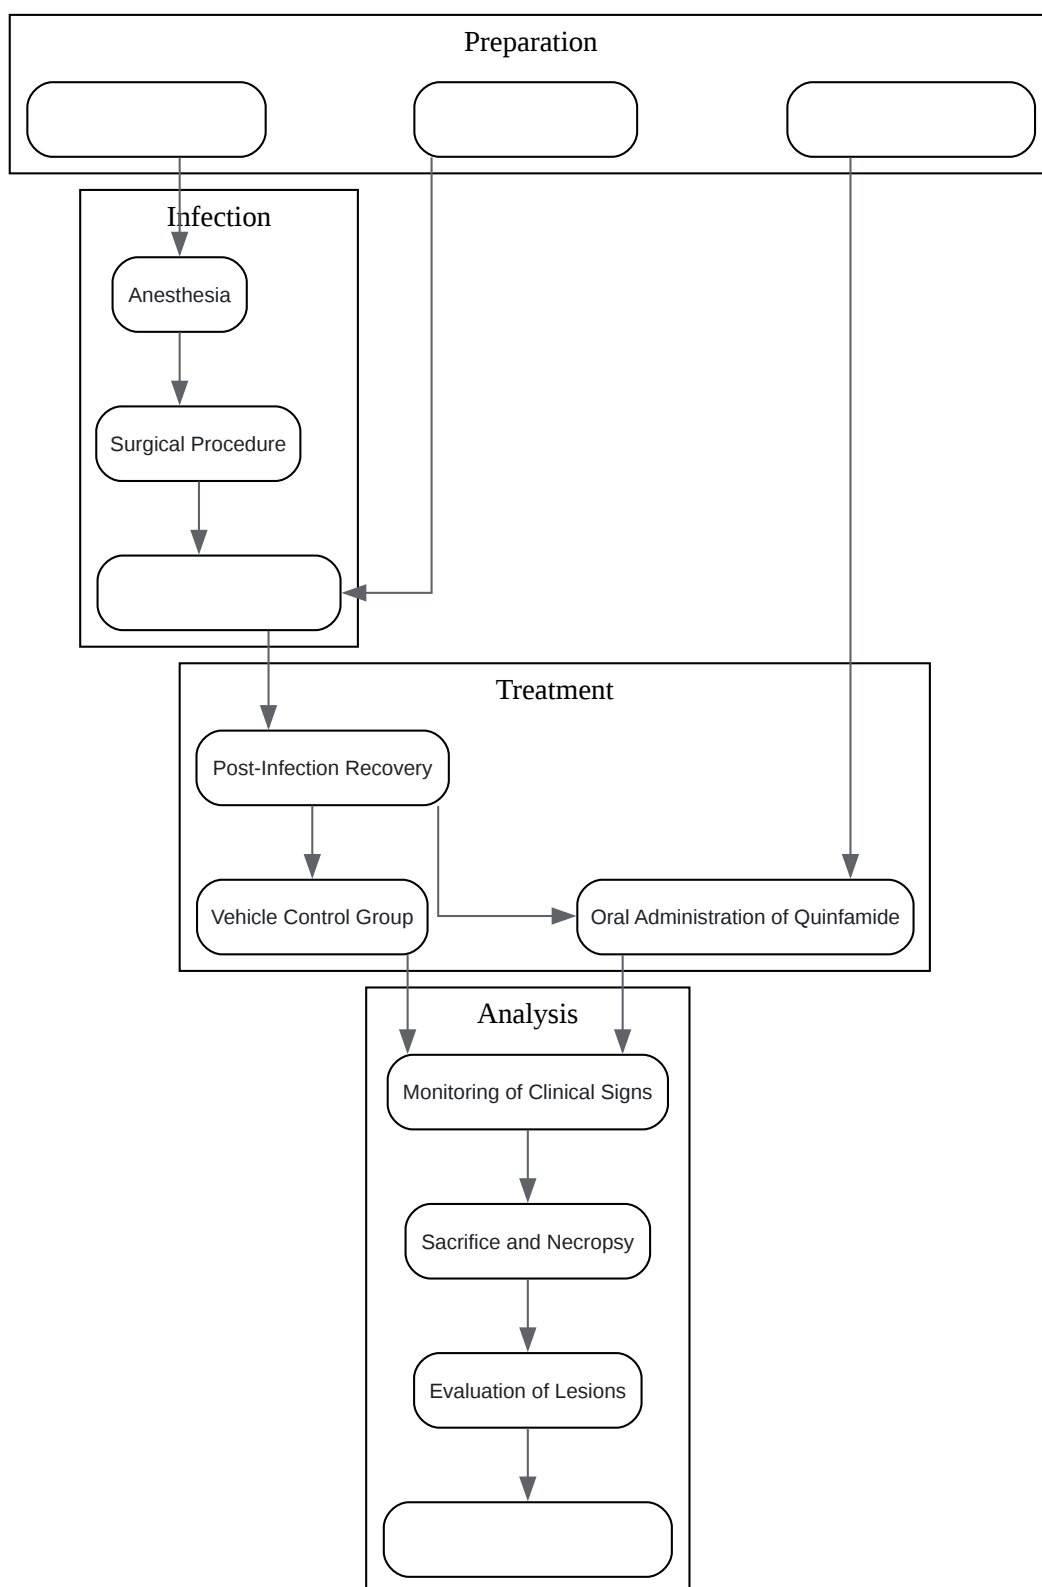 Preparation
Infection
Anesthesia
Surgical Procedure
Treatment
Post-Infection Recovery
Vehicle Control Group
Oral Administration of Quinfamide
Analysis
Monitoring of Clinical Signs
Sacrifice and Necropsy
Evaluation of Lesions